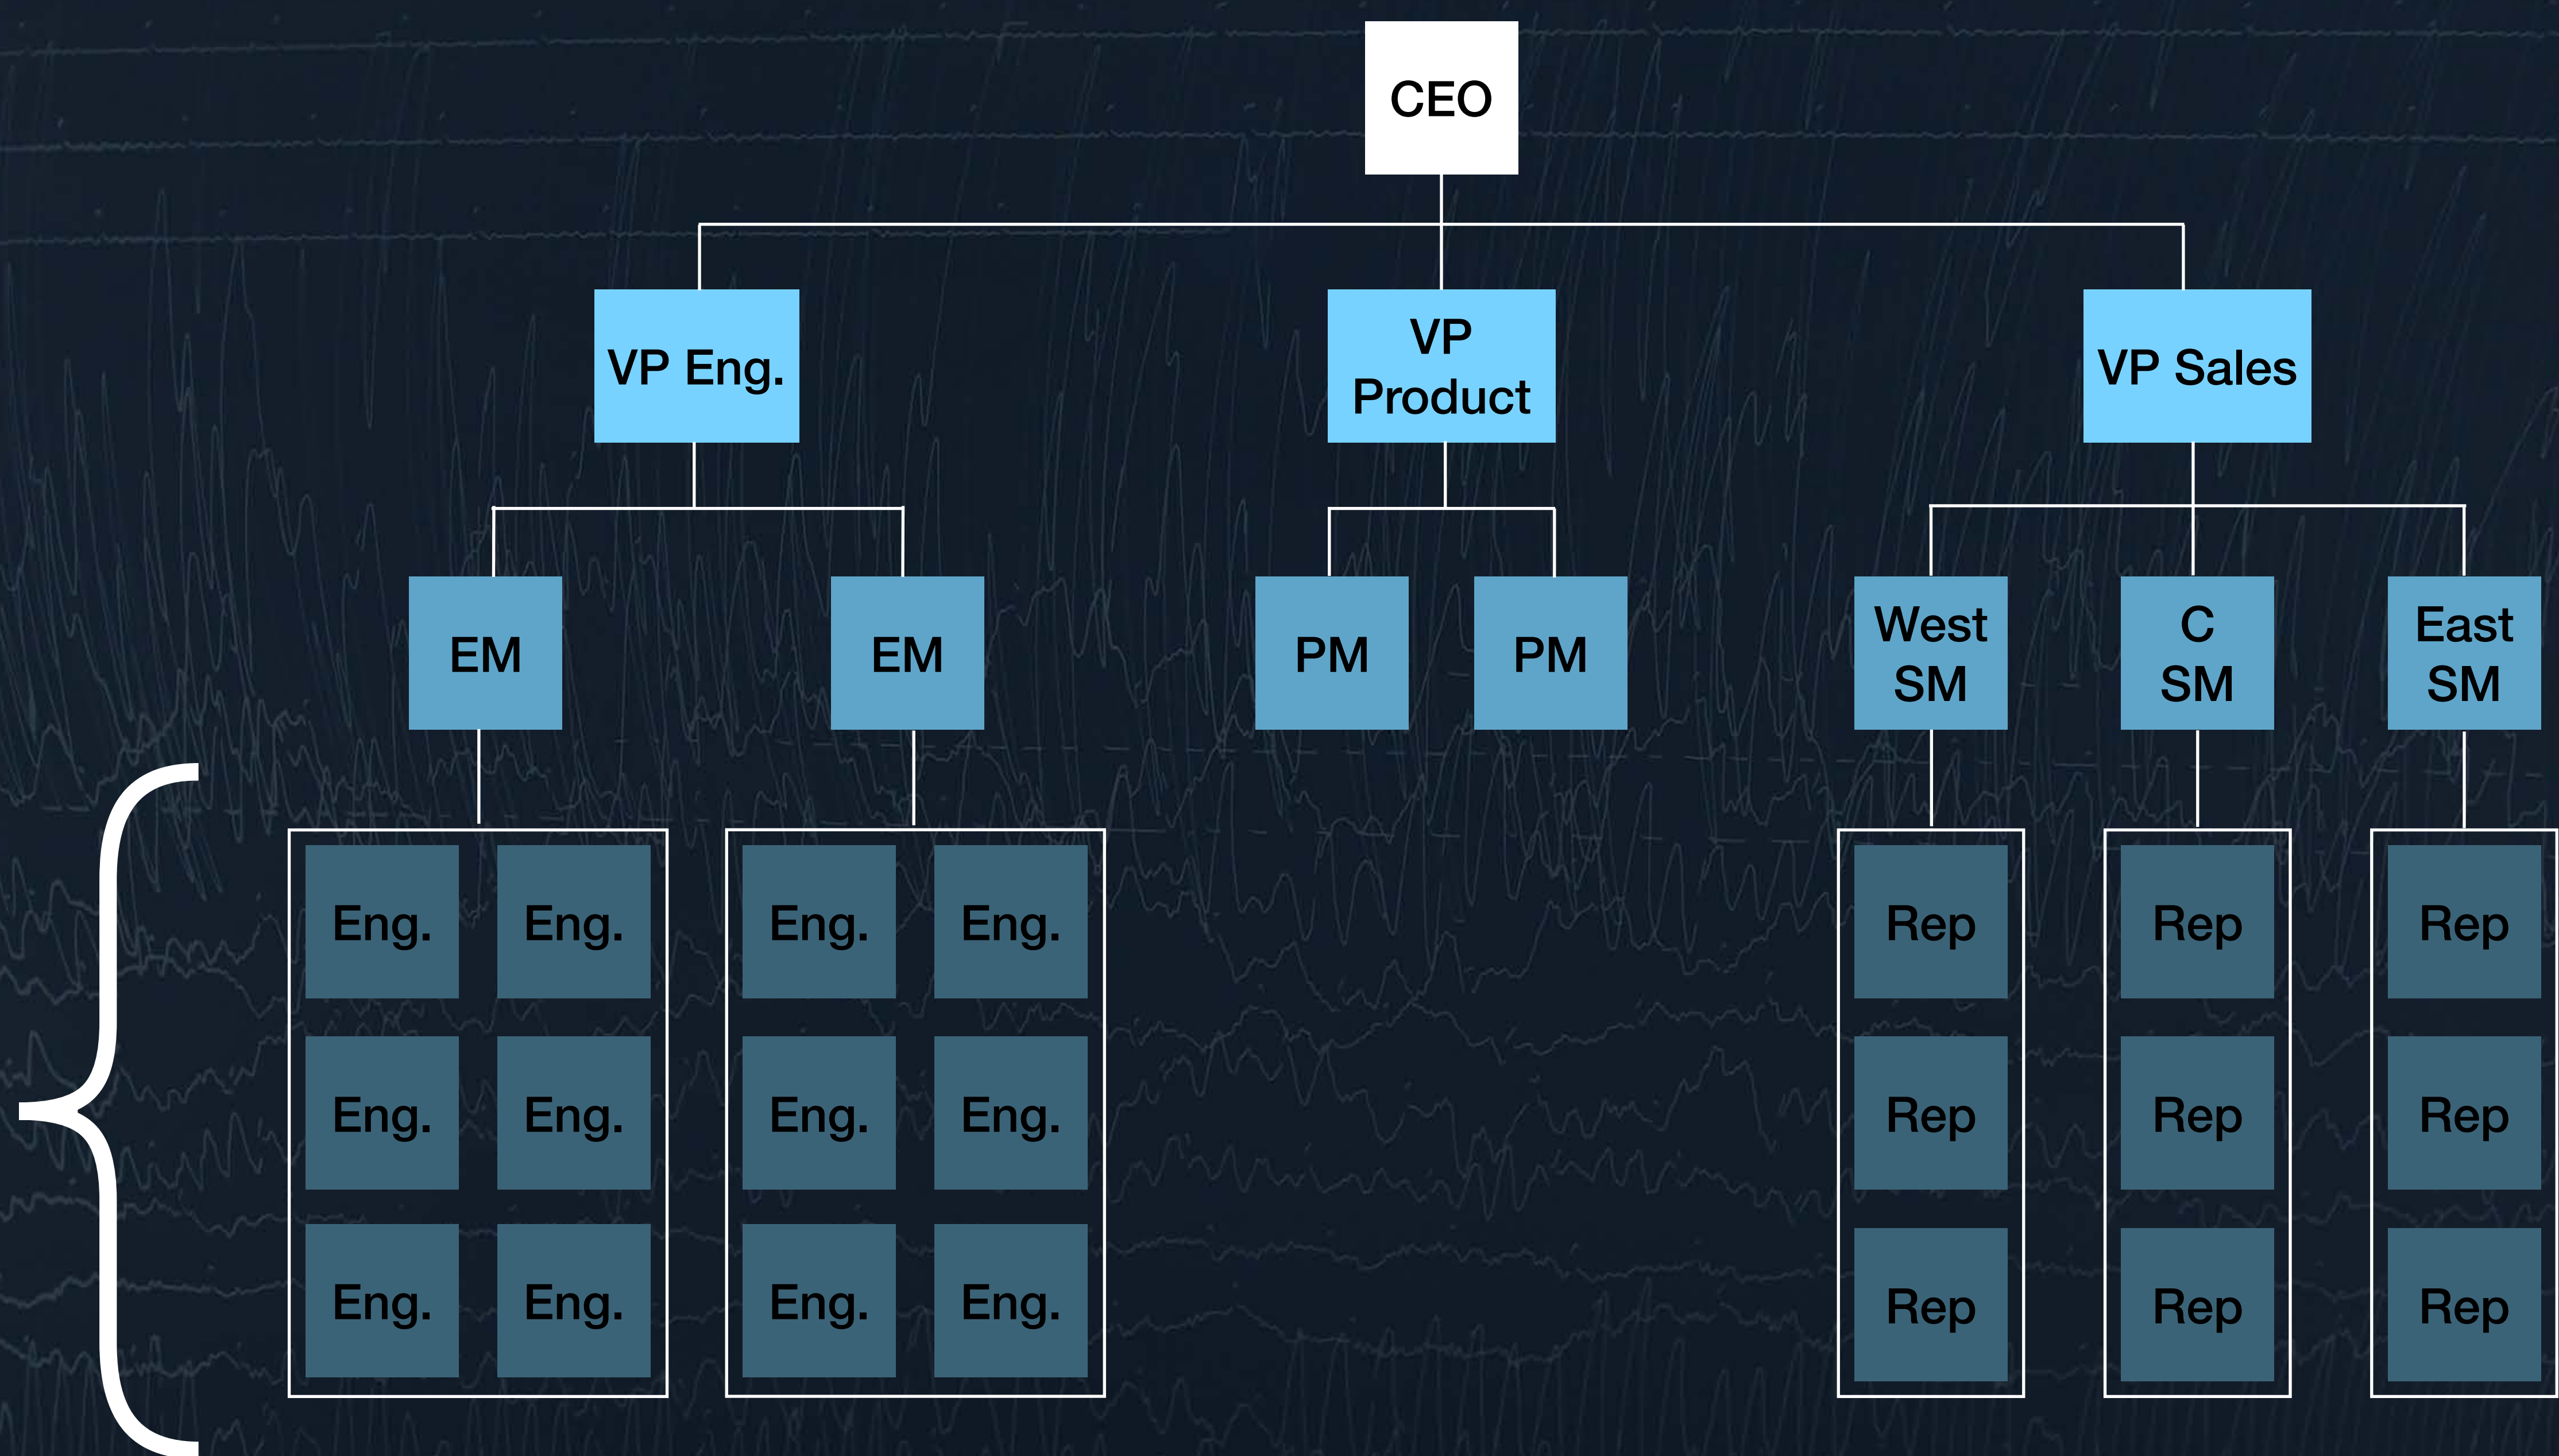 CEO
VP Eng.
VP
Product
VP Sales
EM
EM
PM
PM
West
SM
C
SM
East
SM
Eng.
Eng.
Eng.
Eng.
Rep
Rep
Rep
Eng.
Eng.
Eng.
Eng.
Rep
Rep
Rep
Eng.
Eng.
Eng.
Eng.
Rep
Rep
Rep